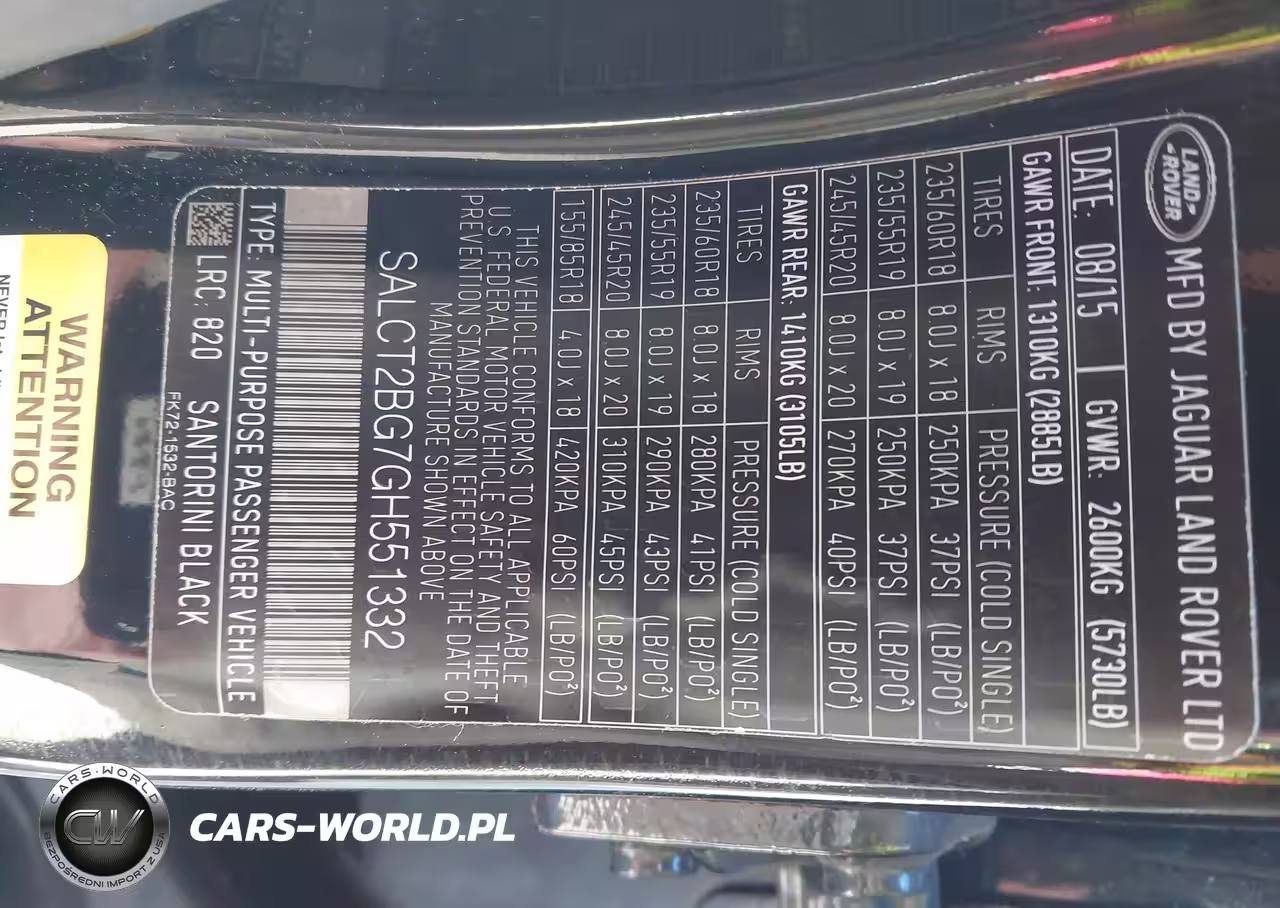 LAND ROVER MFD BY JAGUAR LAND ROVER LTD
DATE: 08/15 GVWR: 2600KG (5730LB)
GAWR FRONT: 1310KG (2885LB)
TIRES RIMS PRESSURE (COLD SINGLE)
235/60R18 8.0J x 18 250KPA 37PSI (LB/PO²)
235/55R19 8.0J x 19 250KPA 37PSI (LB/PO²)
245/45R20 8.0J x 20 270KPA 40PSI (LB/PO²)
GAWR REAR: 1410KG (3105LB)
TIRES RIMS PRESSURE (COLD SINGLE)
235/60R18 8.0J x 18 280KPA 41PSI (LB/PO²)
235/55R19 8.0J x 19 290KPA 43PSI (LB/PO²)
245/45R20 8.0J x 20 310KPA 45PSI (LB/PO²)
155/85R18 4.0J x 18 420KPA 60PSI (LB/PO²)
THIS VEHICLE CONFORMS TO ALL APPLICABLE
U.S. FEDERAL MOTOR VEHICLE SAFETY AND THEFT
PREVENTION STANDARDS IN EFFECT ON THE DATE OF
MANUFACTURE SHOWN ABOVE
SALCT2BG7GH551332
TYPE: MULTI-PURPOSE PASSENGER VEHICLE
LRC: 820 SANTORINI BLACK
FK72-1532-BAC
WARNING
ATTENTION
NEVER
CARS-WORLD
CW
BEZPOŚREDNI IMPORT Z USA
CARS-WORLD.PL